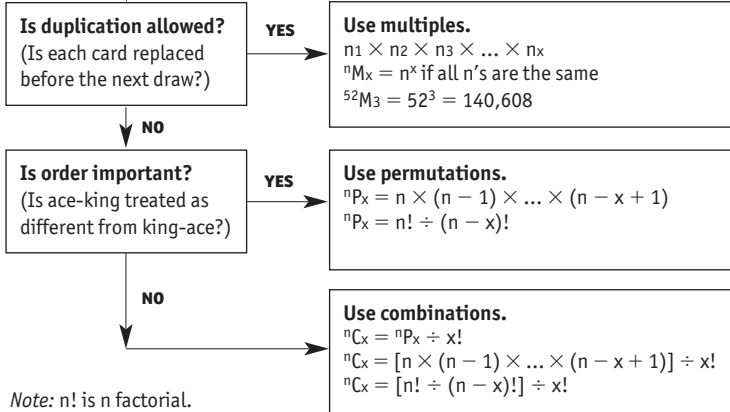 Is duplication allowed?
(Is each card replaced
before the next draw?)
YES
Use multiples.
n1 × n2 × n3 × ... × nx
ⁿMx = nˣ if all n's are the same
⁵²M3 = 52³ = 140,608
NO
Is order important?
(Is ace-king treated as
different from king-ace?)
YES
Use permutations.
ⁿPx = n × (n − 1) × ... × (n − x + 1)
ⁿPx = n! ÷ (n − x)!
NO
Use combinations.
ⁿCx = ⁿPx ÷ x!
ⁿCx = [n × (n − 1) × ... × (n − x + 1)] ÷ x!
ⁿCx = [n! ÷ (n − x)!] ÷ x!
Note: n! is n factorial.